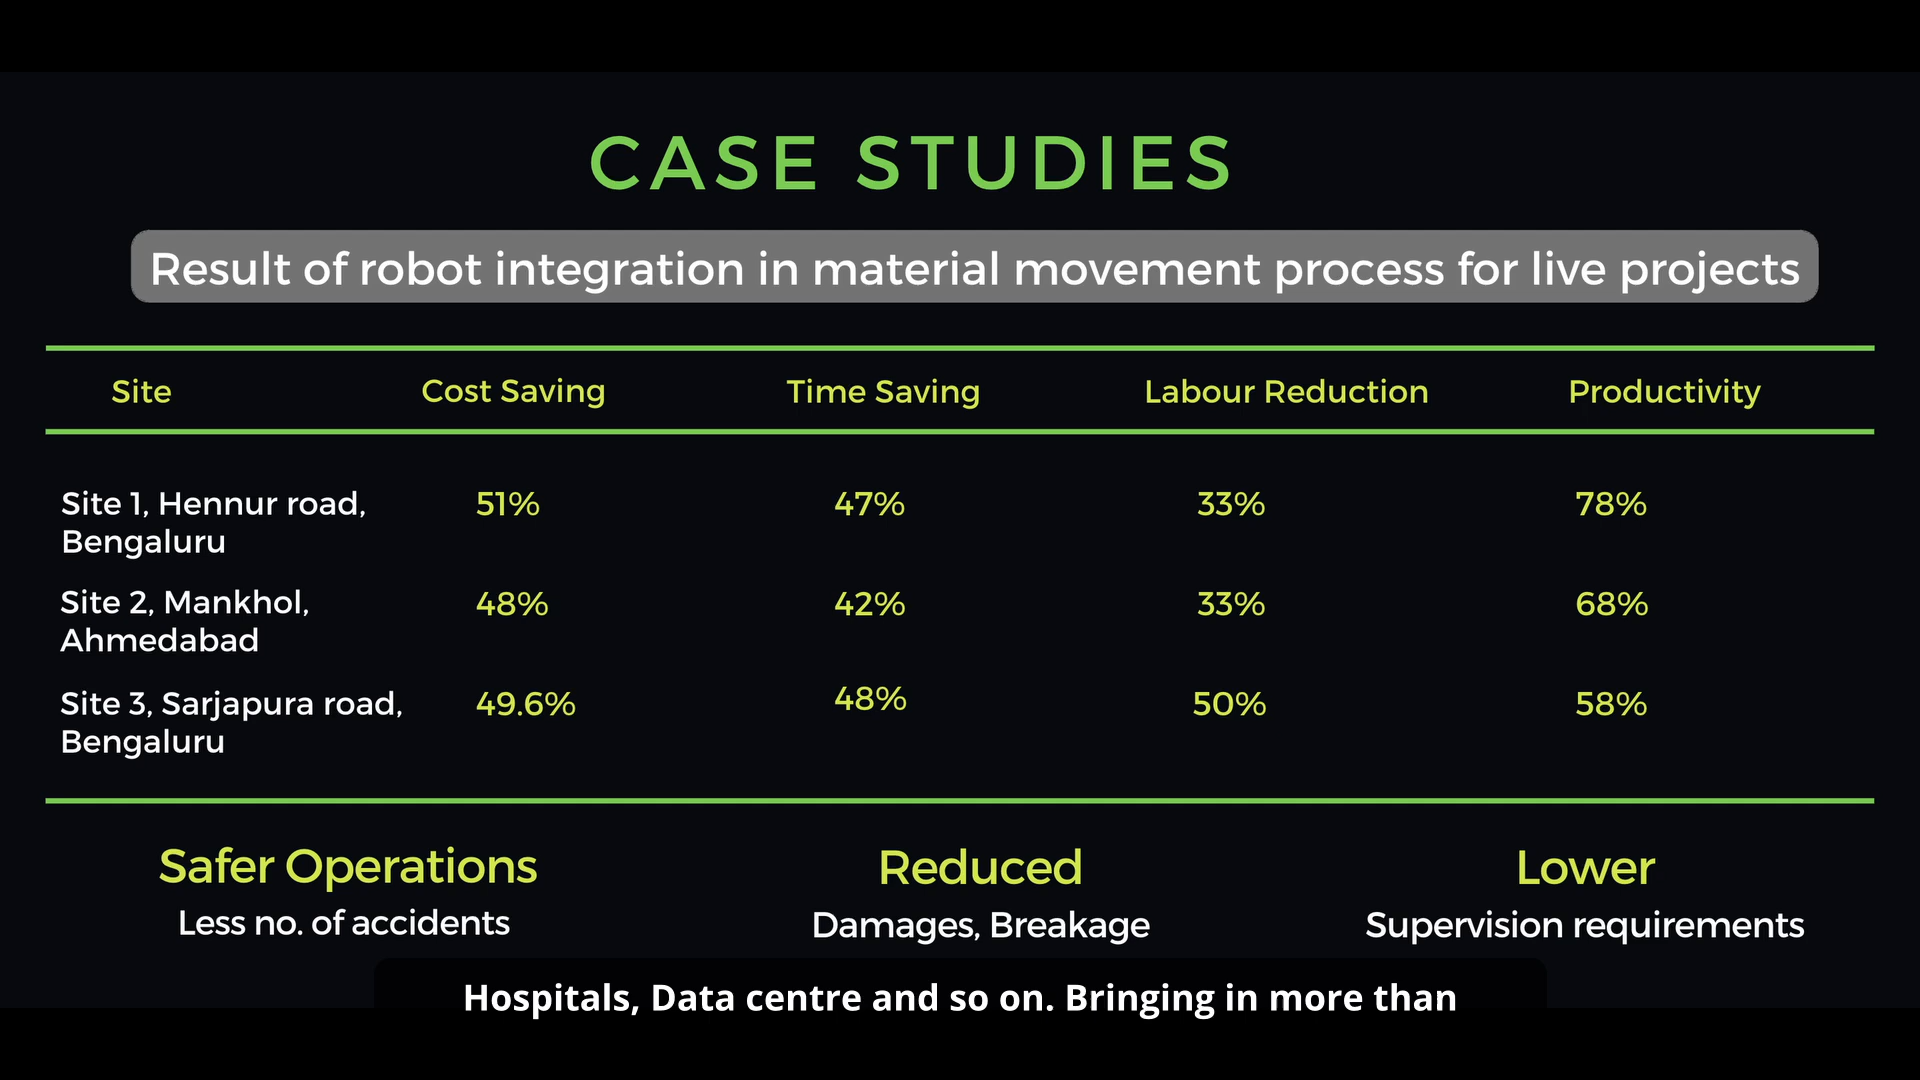 CASE STUDIES
Result of robot integration in material movement process for live projects
Site Cost Saving Time Saving Labour Reduction Productivity
Site 1, Hennur road, 51% 47% 33% 78%
Bengaluru
Site 2, Mankhol, 48% 42% 33% 68%
Ahmedabad
Site 3, Sarjapura road, 49.6% 48% 50% 58%
Bengaluru
Safer Operations Reduced Lower
Less no. of accidents Damages, Breakage Supervision requirements
Hospitals, Data centre and so on. Bringing in more than